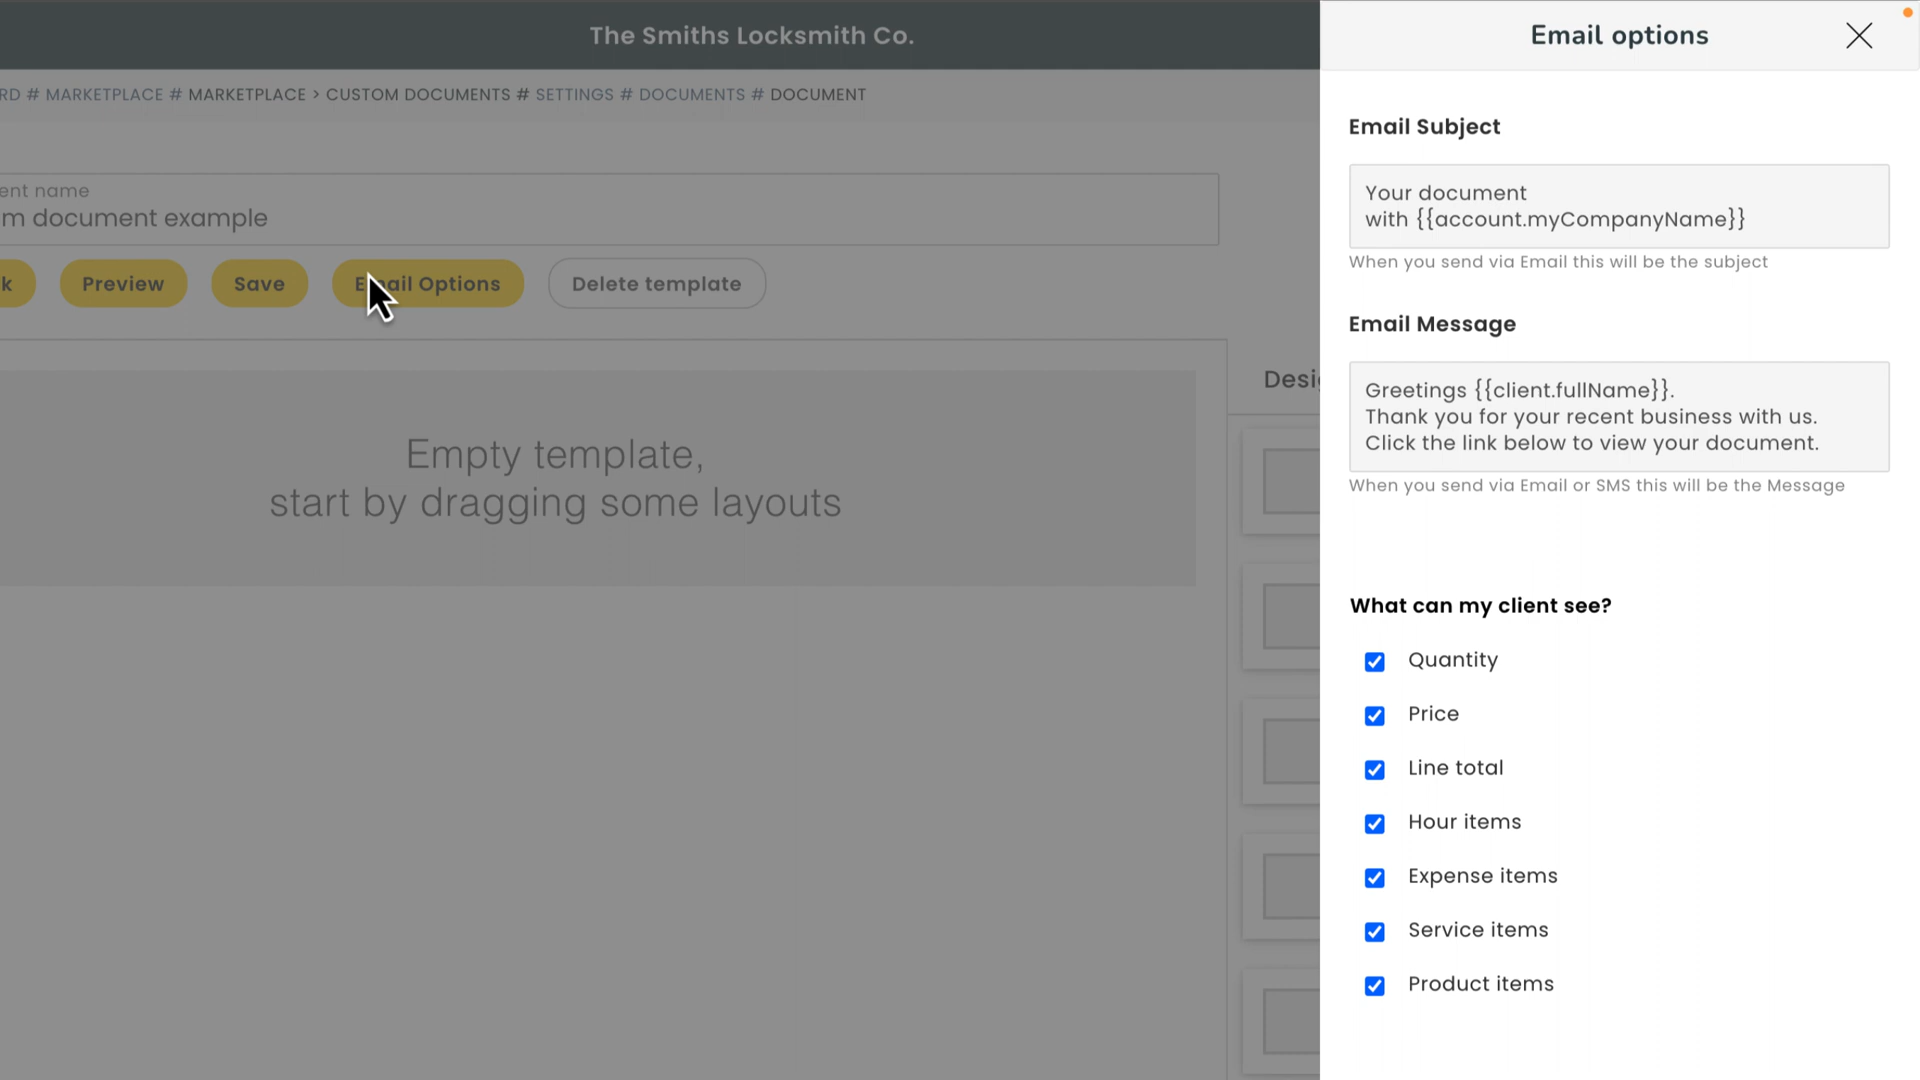 The Smiths Locksmith Co.
RD # MARKETPLACE # MARKETPLACE > CUSTOM DOCUMENTS # SETTINGS # DOCUMENTS # DOCUMENT
ent name
m document example
k
Preview
Save
Email Options
Delete template
Empty template,
start by dragging some layouts
Desi
Email options
Email Subject
Your document
with {{account.myCompanyName}}
When you send via Email this will be the subject
Email Message
Greetings {{client.fullName}}.
Thank you for your recent business with us.
Click the link below to view your document.
When you send via Email or SMS this will be the Message
What can my client see?
Quantity
Price
Line total
Hour items
Expense items
Service items
Product items